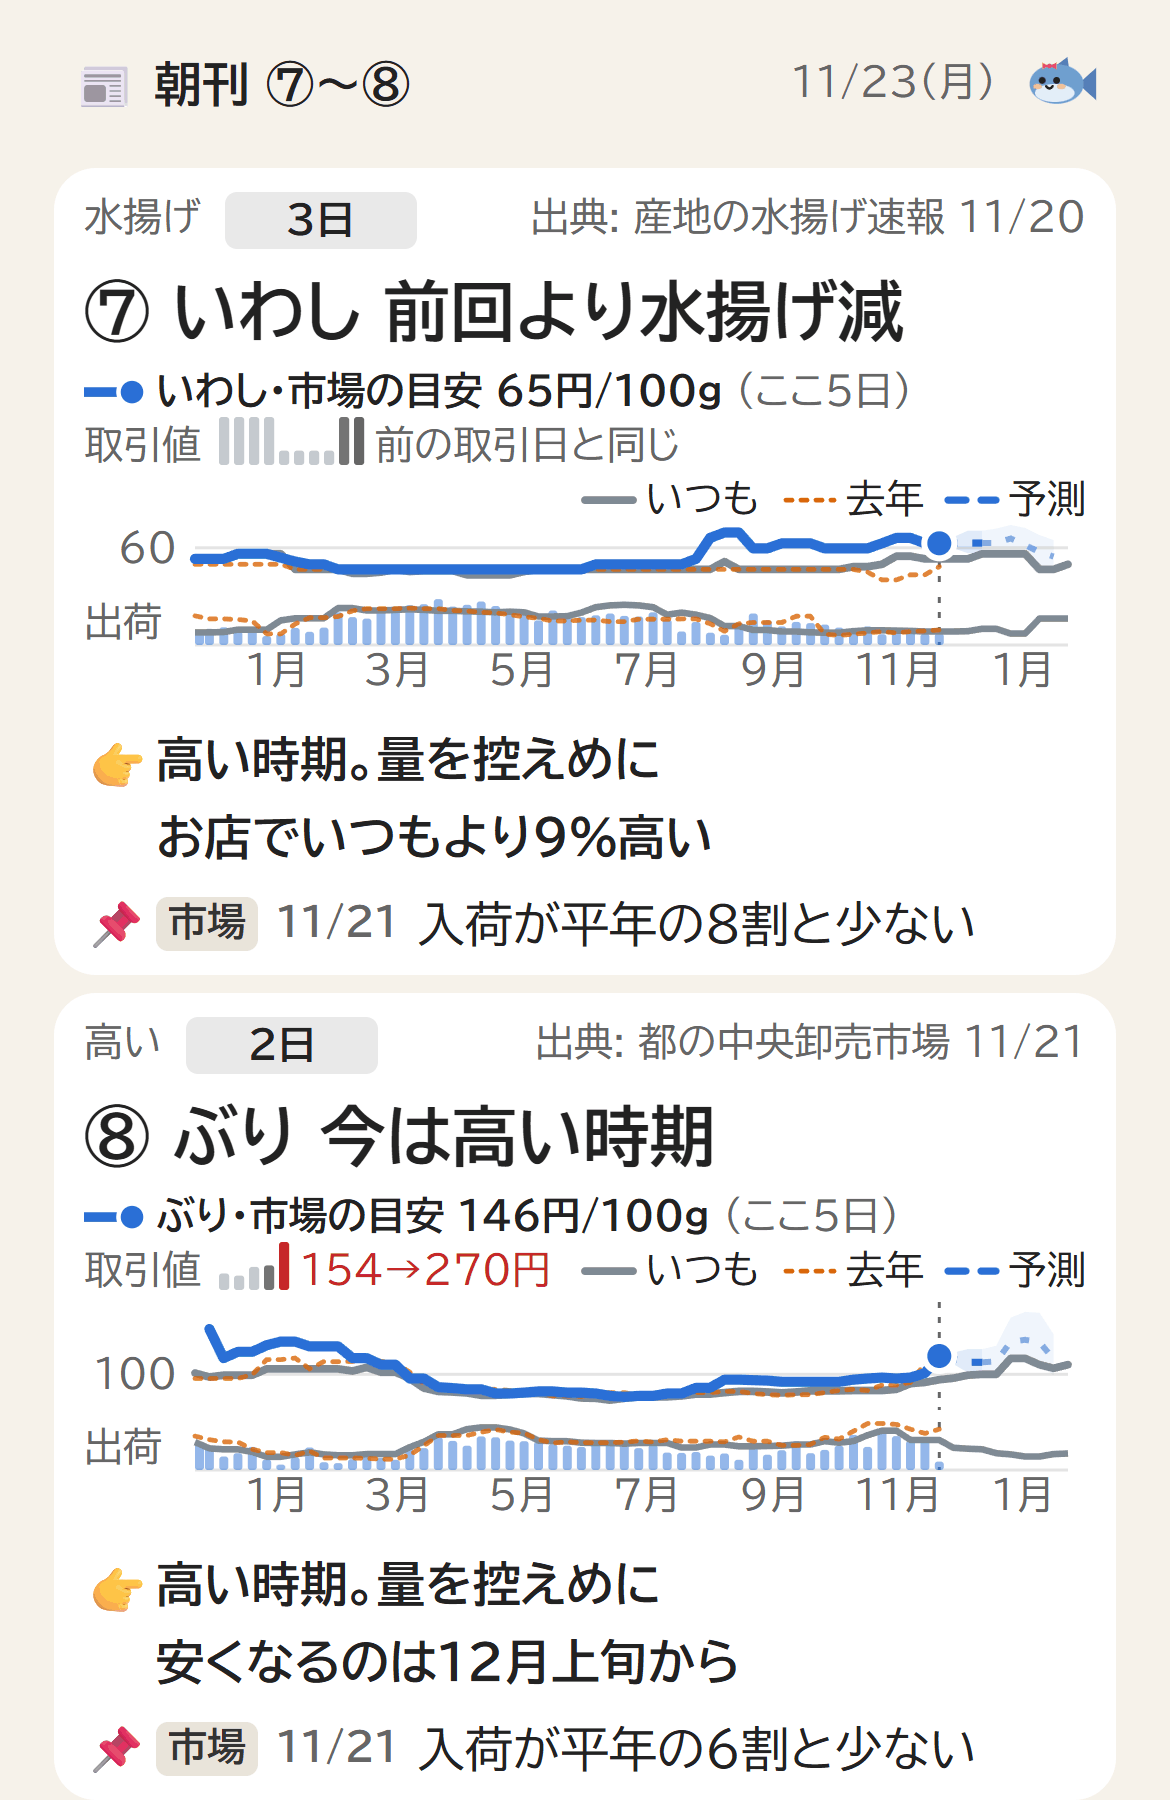 朝刊 ⑦〜⑧ 11/23(月)
水揚げ 3日 出典: 産地の水揚げ速報 11/20
⑦ いわし 前回より水揚げ減
いわし・市場の目安 65円/100g (ここ5日)
取引値 前の取引日と同じ
いつも 去年 予測
60
出荷
1月 3月 5月 7月 9月 11月 1月
高い時期。量を控えめに
お店でいつもより9%高い
市場 11/21 入荷が平年の8割と少ない
高い 2日 出典: 都の中央卸売市場 11/21
⑧ ぶり 今は高い時期
ぶり・市場の目安 146円/100g (ここ5日)
取引値 154→270円 いつも 去年 予測
100
出荷
1月 3月 5月 7月 9月 11月 1月
高い時期。量を控えめに
安くなるのは12月上旬から
市場 11/21 入荷が平年の6割と少ない